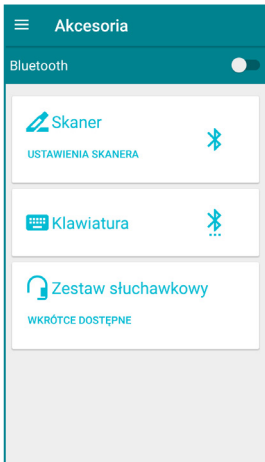 Akcesoria
Bluetooth
Skaner
USTAWIENIA SKANERA
Klawiatura
Zestaw słuchawkowy
WKRÓTCE DOSTĘPNE